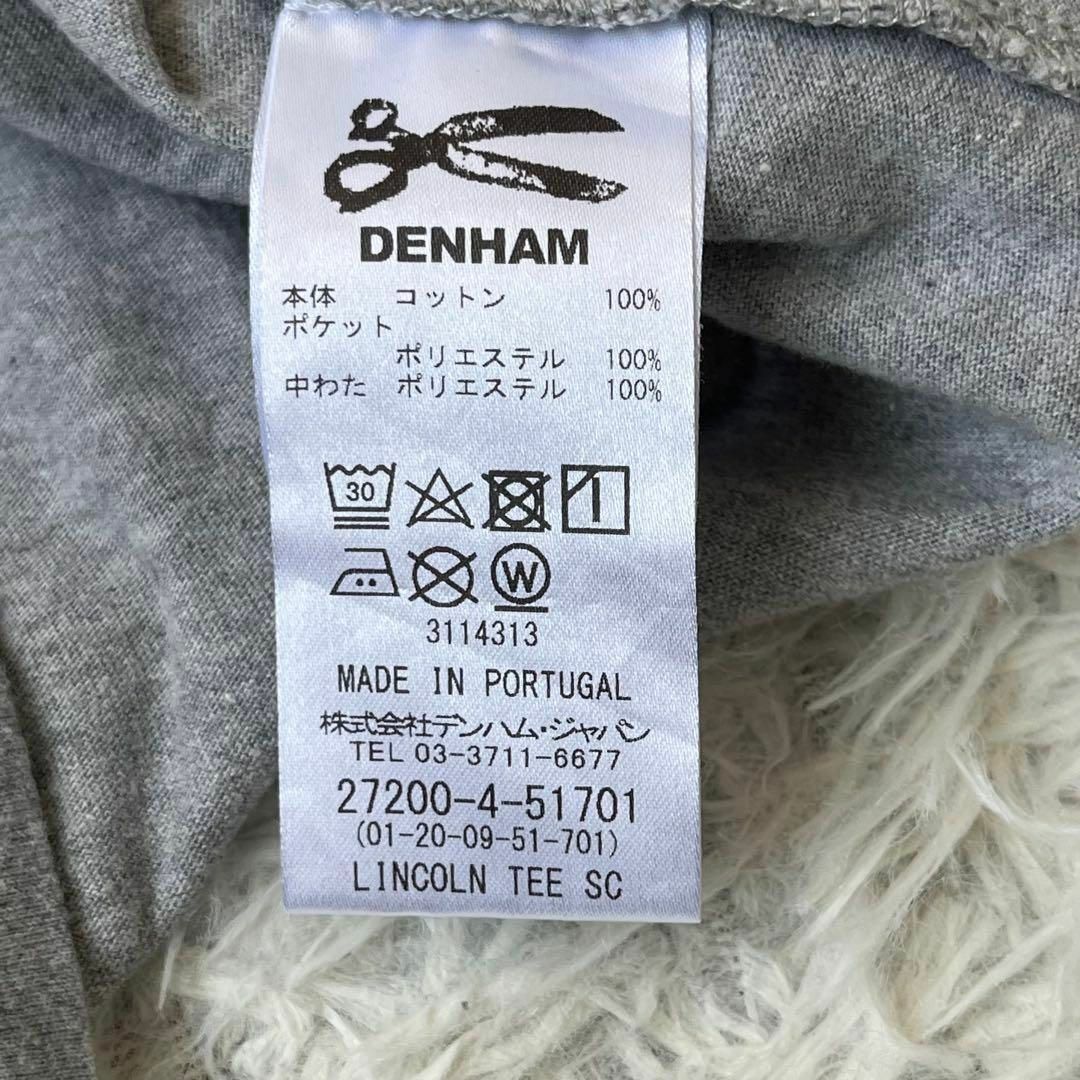 DENHAM
本体 コットン 100%
ポケット
ポリエステル 100%
中わた ポリエステル 100%
30
1
W
3114313
MADE IN PORTUGAL
株式会社デンハム・ジャパン
TEL 03-3711-6677
27200-4-51701
(01-20-09-51-701)
LINCOLN TEE SC